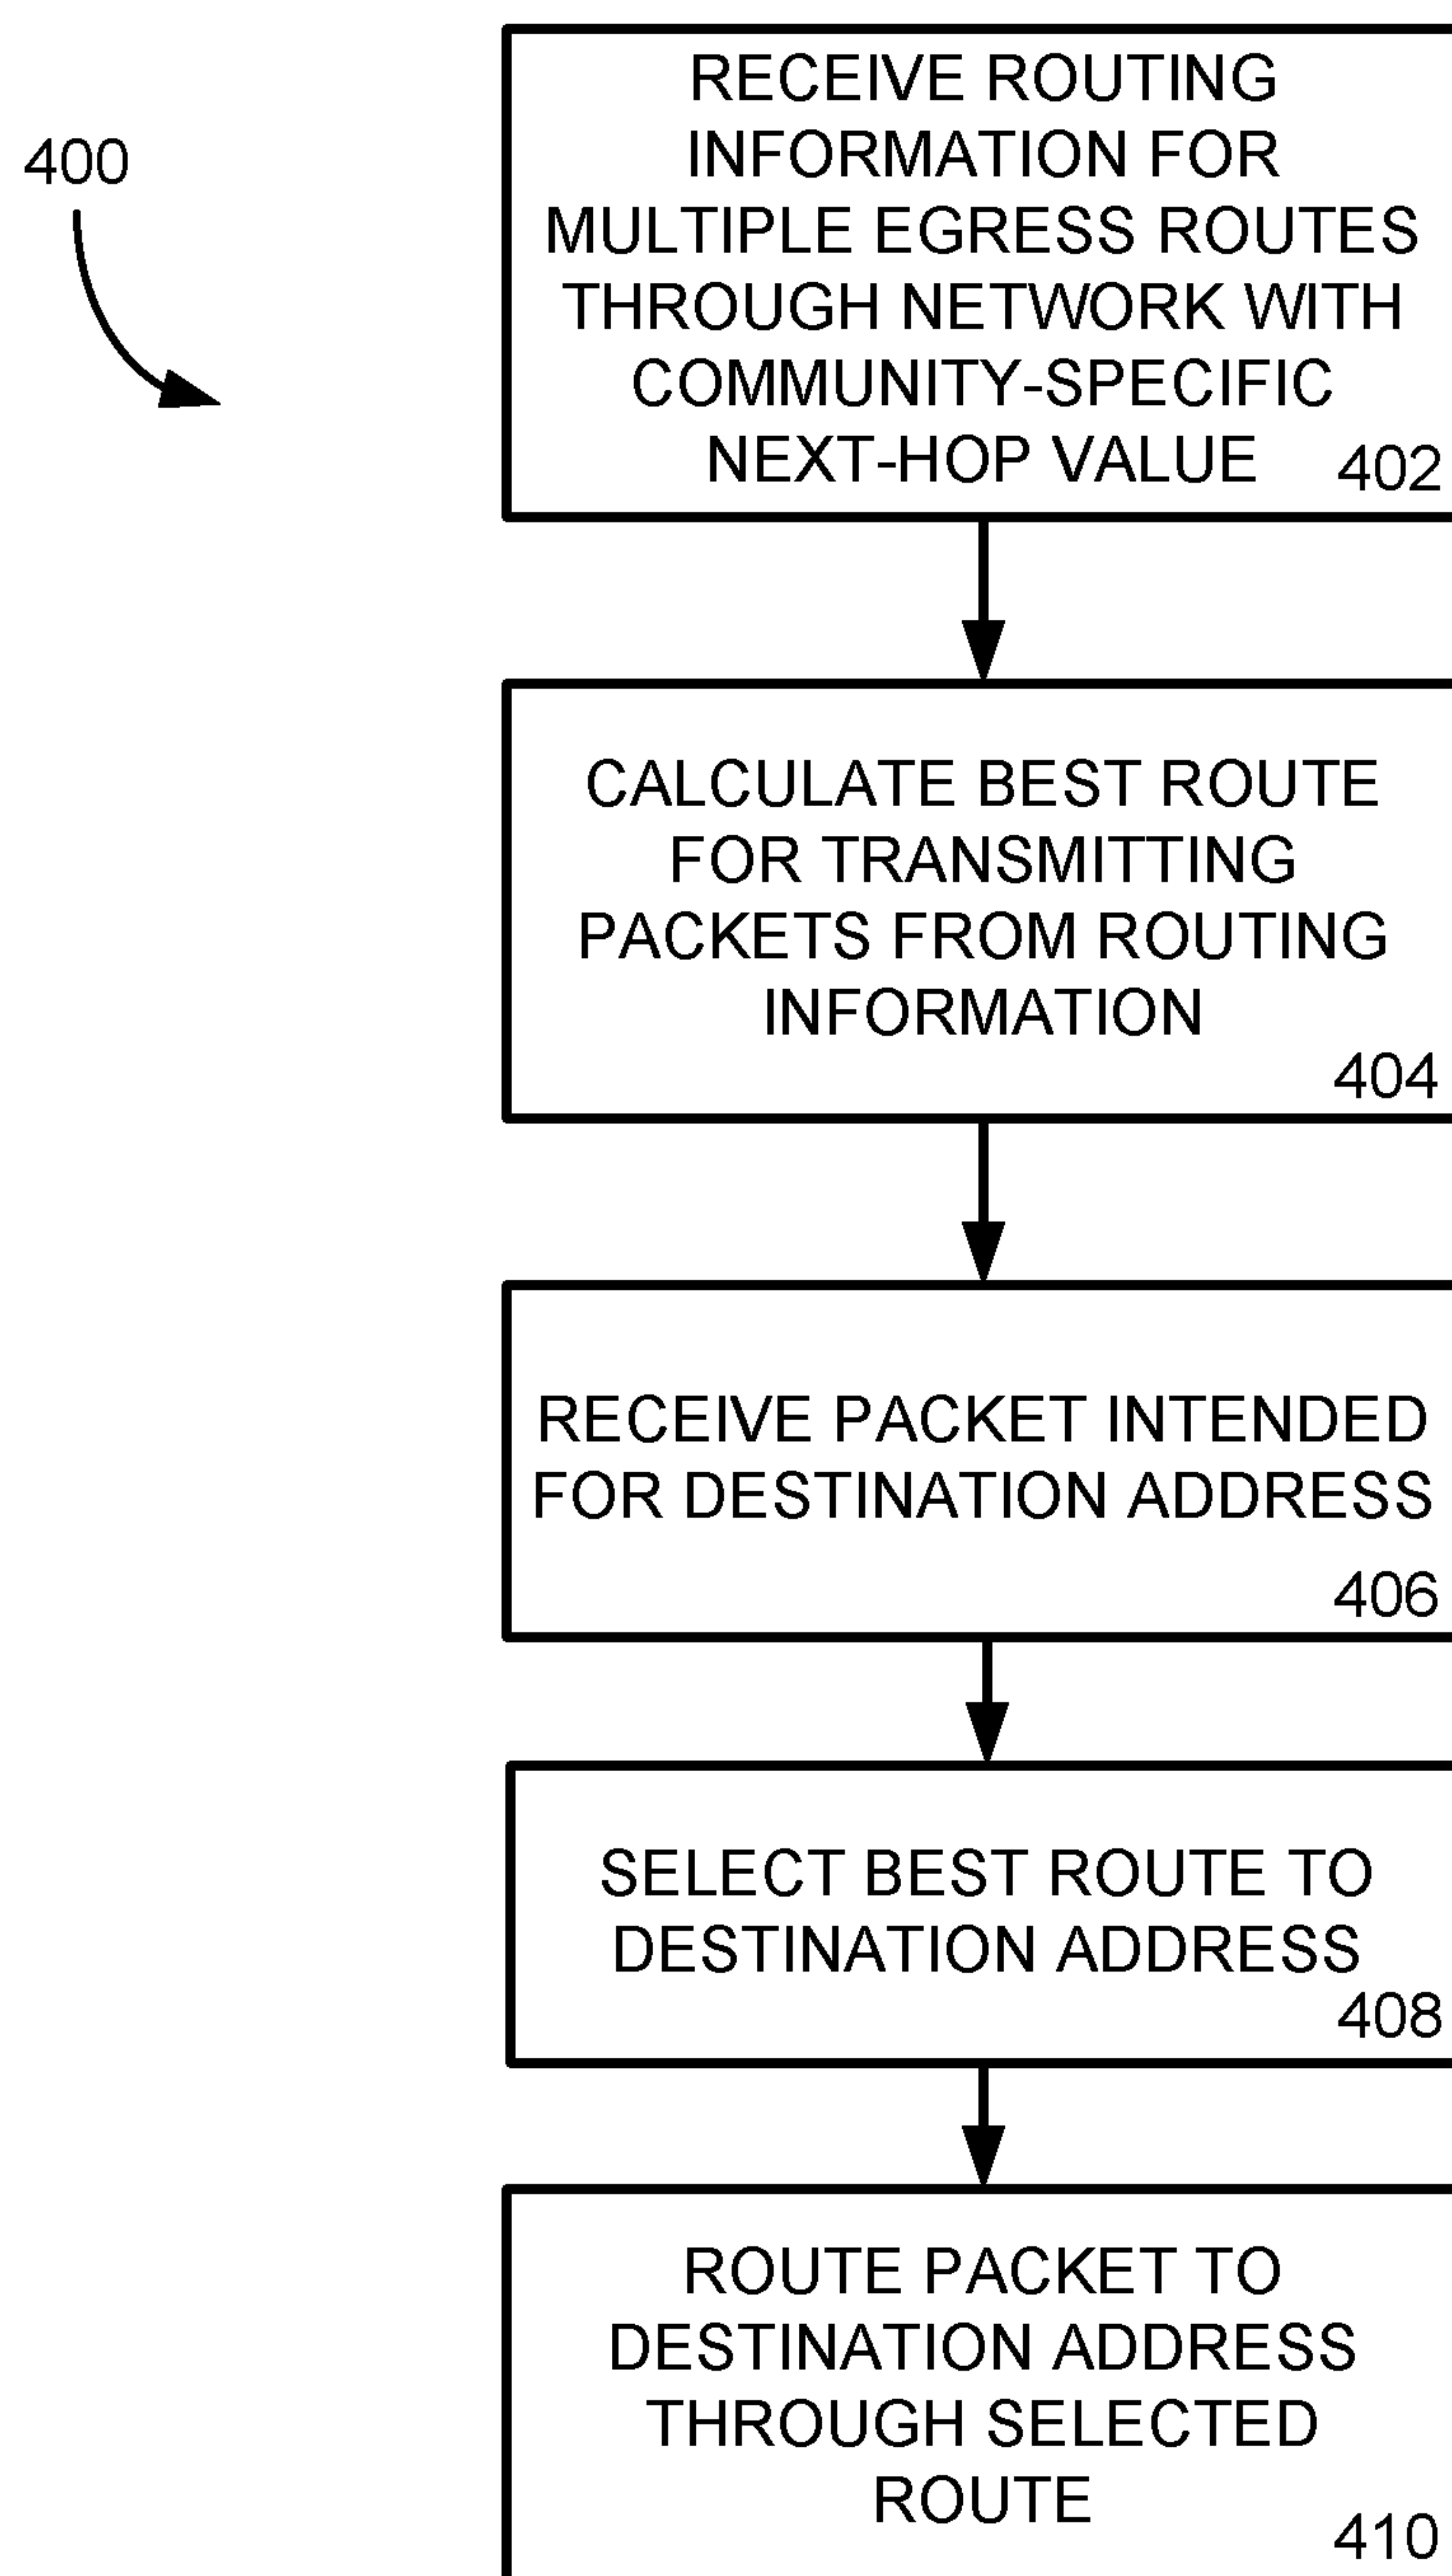 400
RECEIVE ROUTING
INFORMATION FOR
MULTIPLE EGRESS ROUTES
THROUGH NETWORK WITH
COMMUNITY-SPECIFIC
NEXT-HOP VALUE
402
CALCULATE BEST ROUTE
FOR TRANSMITTING
PACKETS FROM ROUTING
INFORMATION
404
RECEIVE PACKET INTENDED
FOR DESTINATION ADDRESS
406
SELECT BEST ROUTE TO
DESTINATION ADDRESS
408
ROUTE PACKET TO
DESTINATION ADDRESS
THROUGH SELECTED
ROUTE
410